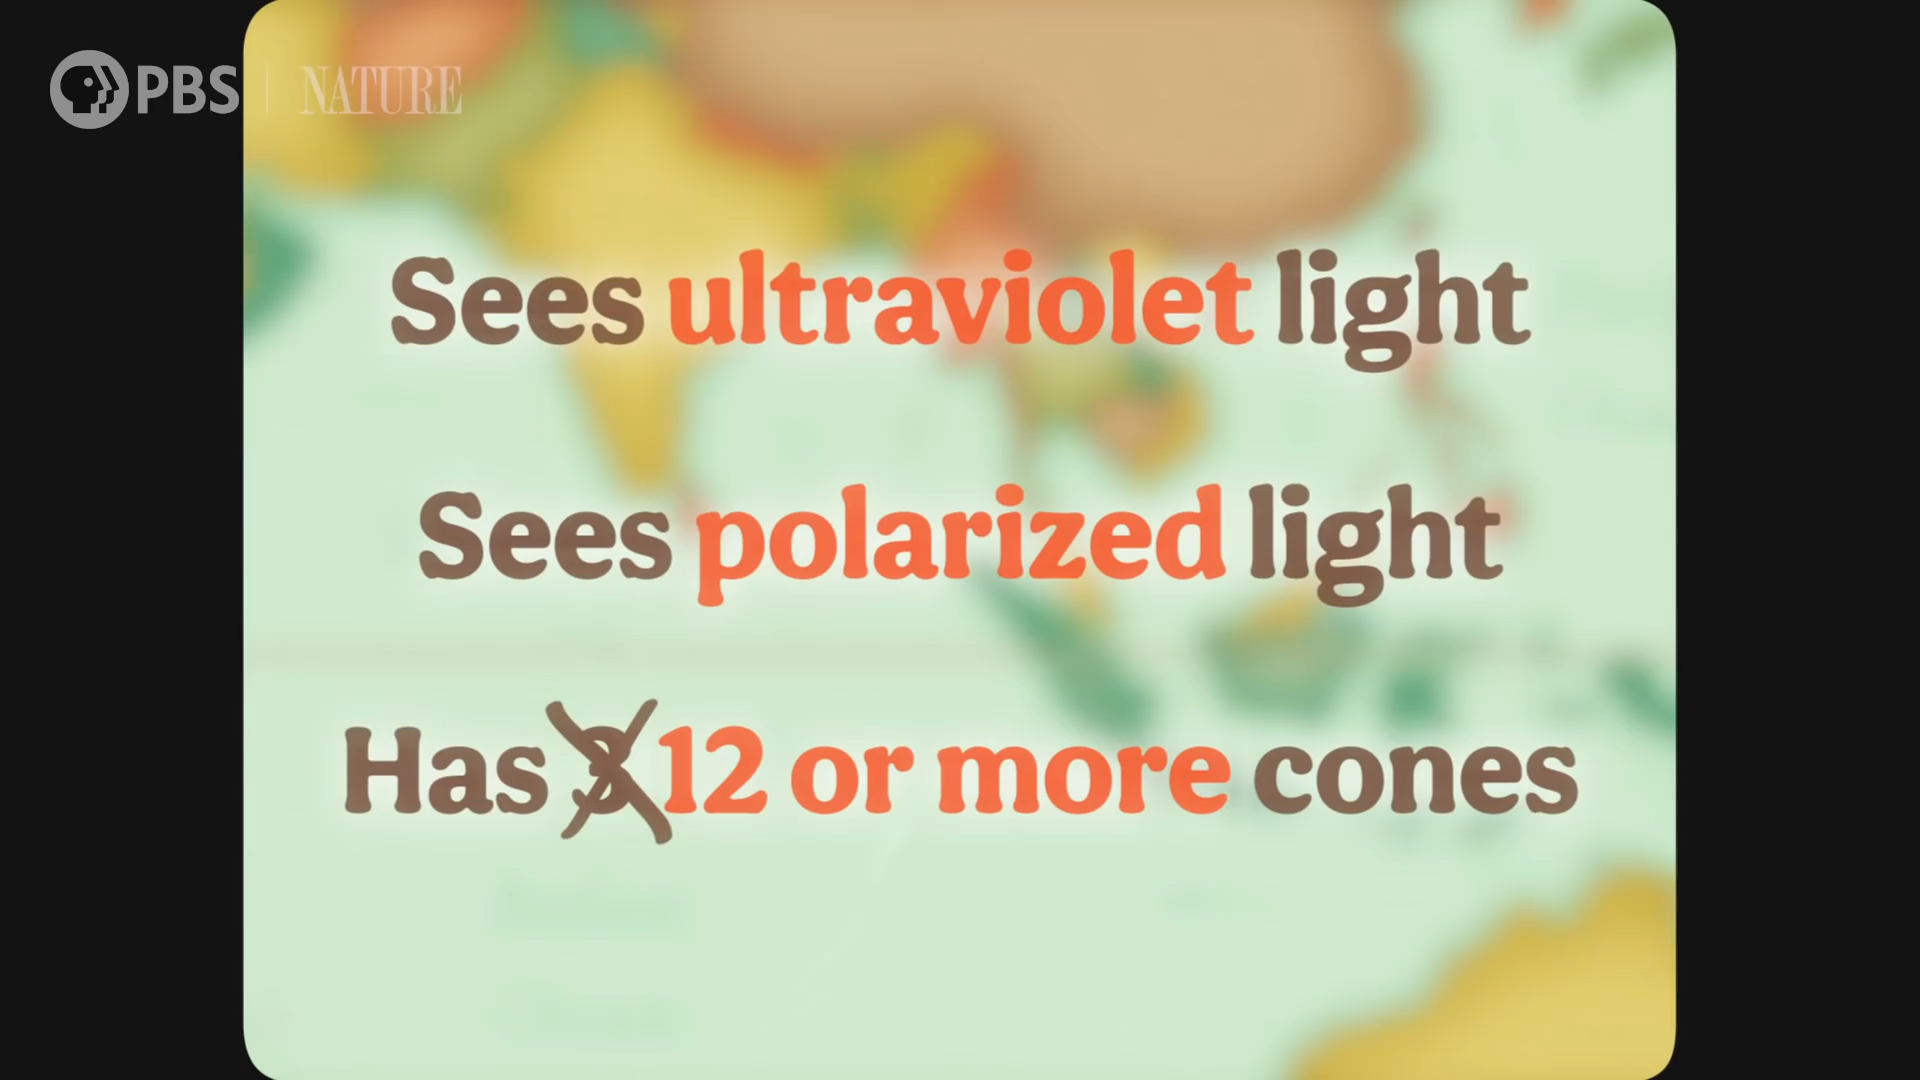 PBS | NATURE
Sees ultraviolet light
Sees polarized light
Has 3 12 or more cones